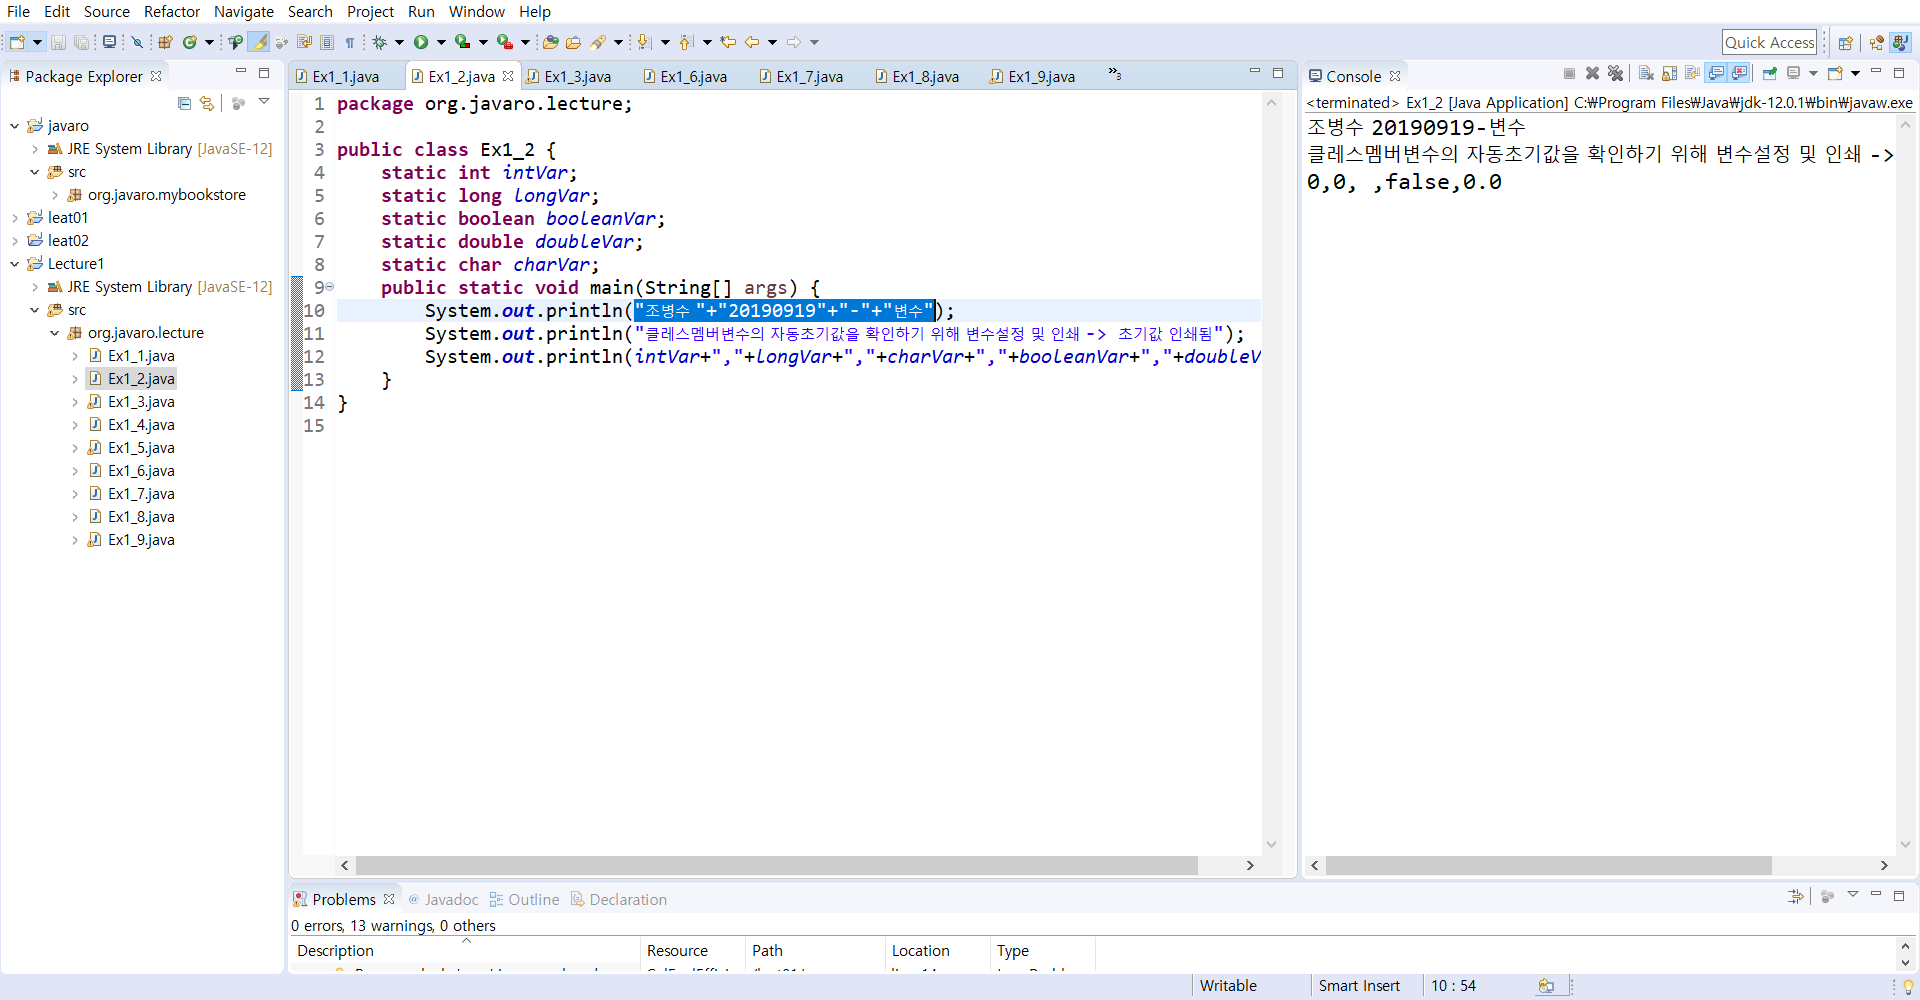 File Edit Source Refactor Navigate Search Project Run Window Help
Quick Access
Package Explorer
javaro
JRE System Library [JavaSE-12]
src
org.javaro.mybookstore
leat01
leat02
Lecture1
JRE System Library [JavaSE-12]
src
org.javaro.lecture
Ex1_1.java
Ex1_2.java
Ex1_3.java
Ex1_4.java
Ex1_5.java
Ex1_6.java
Ex1_7.java
Ex1_8.java
Ex1_9.java
Ex1_1.java Ex1_2.java Ex1_3.java Ex1_6.java Ex1_7.java Ex1_8.java Ex1_9.java »3
1 package org.javaro.lecture;
2
3 public class Ex1_2 {
4 static int intVar;
5 static long longVar;
6 static boolean booleanVar;
7 static double doubleVar;
8 static char charVar;
9 public static void main(String[] args) {
10 System.out.println("조병수 "+"20190919"+"-"+"변수");
11 System.out.println("클레스멤버변수의 자동초기값을 확인하기 위해 변수설정 및 인쇄 -> 초기값 인쇄됨");
12 System.out.println(intVar+","+longVar+","+charVar+","+booleanVar+","+doubleV
13 }
14 }
15
Console
<terminated> Ex1_2 [Java Application] C:₩Program Files₩Java₩jdk-12.0.1₩bin₩javaw.exe
조병수 20190919-변수
클레스멤버변수의 자동초기값을 확인하기 위해 변수설정 및 인쇄 ->
0,0, ,false,0.0
Problems @ Javadoc Outline Declaration
0 errors, 13 warnings, 0 others
Description Resource Path Location Type
Writable Smart Insert 10 : 54